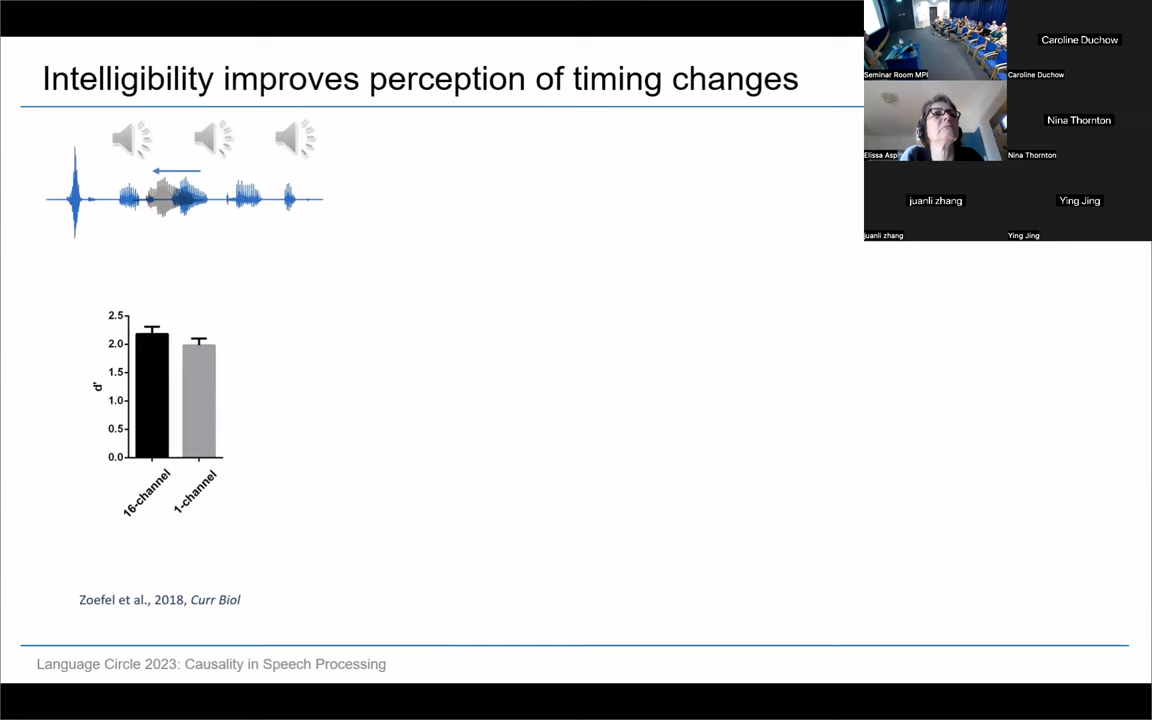 Intelligibility improves perception of timing changes
2.5
2.0
1.5
1.0
0.5
0.0
d'
16-channel
1-channel
Zoefel et al., 2018, Curr Biol
Language Circle 2023: Causality in Speech Processing
Seminar Room MPI
Caroline Duchow
Caroline Duchow
Elissa Asp
Nina Thornton
Nina Thornton
juanli zhang
juanli zhang
Ying Jing
Ying Jing